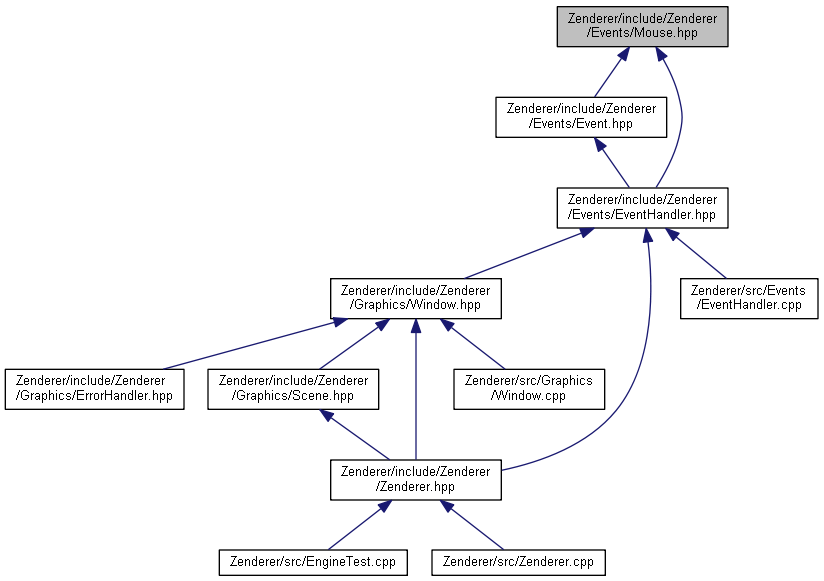 Zenderer/include/Zenderer
/Events/Mouse.hpp
Zenderer/include/Zenderer
/Events/Event.hpp
Zenderer/include/Zenderer
/Events/EventHandler.hpp
Zenderer/include/Zenderer
/Graphics/Window.hpp
Zenderer/src/Events
/EventHandler.cpp
Zenderer/include/Zenderer
/Graphics/ErrorHandler.hpp
Zenderer/include/Zenderer
/Graphics/Scene.hpp
Zenderer/src/Graphics
/Window.cpp
Zenderer/include/Zenderer
/Zenderer.hpp
Zenderer/src/EngineTest.cpp
Zenderer/src/Zenderer.cpp